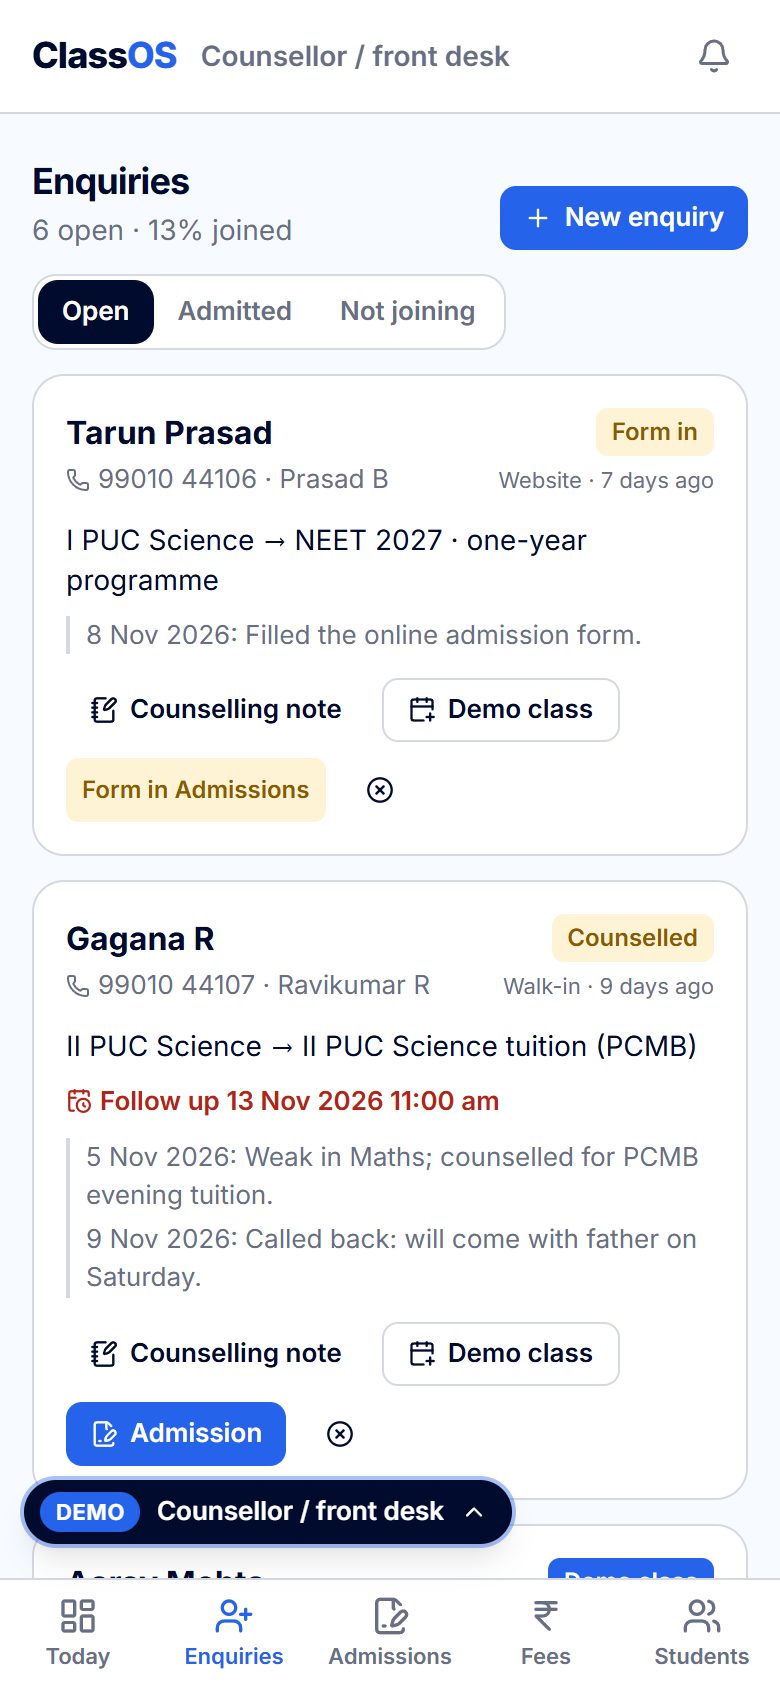 ClassOS Counsellor / front desk
Enquiries
6 open · 13% joined
New enquiry
Open Admitted Not joining
Tarun Prasad
Form in
99010 44106 · Prasad B
Website · 7 days ago
I PUC Science → NEET 2027 · one-year
programme
8 Nov 2026: Filled the online admission form.
Counselling note
Demo class
Form in Admissions
Gagana R
Counselled
99010 44107 · Ravikumar R
Walk-in · 9 days ago
II PUC Science → II PUC Science tuition (PCMB)
Follow up 13 Nov 2026 11:00 am
5 Nov 2026: Weak in Maths; counselled for PCMB
evening tuition.
9 Nov 2026: Called back: will come with father on
Saturday.
Counselling note
Demo class
Admission
DEMO Counsellor / front desk
Demo class
Today Enquiries Admissions Fees Students